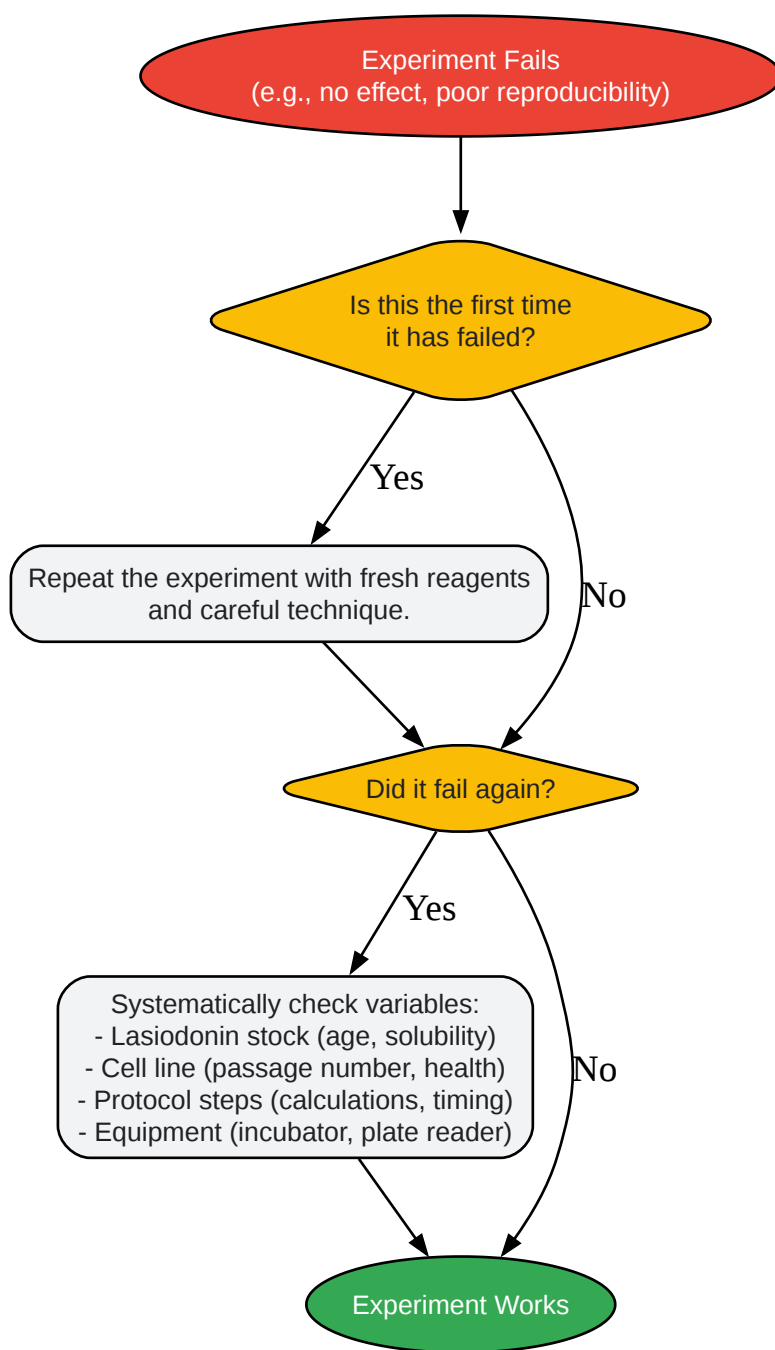 Experiment Fails
(e.g., no effect, poor reproducibility)
Is this the first time
it has failed?
Yes
Repeat the experiment with fresh reagents
and careful technique.
No
Did it fail again?
Yes
Systematically check variables:
- Lasiodonin stock (age, solubility)
- Cell line (passage number, health)
- Protocol steps (calculations, timing)
- Equipment (incubator, plate reader)
No
Experiment Works